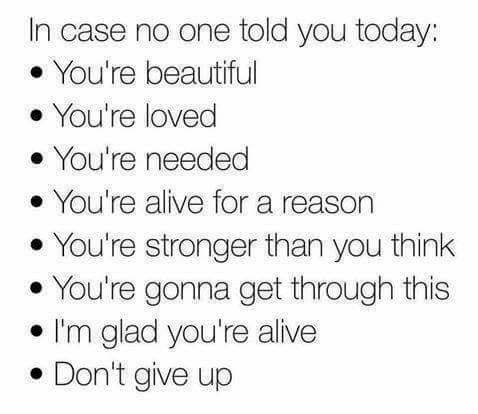 In case no one told you today:
• You're beautiful
• You're loved
• You're needed
• You're alive for a reason
• You're stronger than you think
• You're gonna get through this
• I'm glad you're alive
• Don't give up